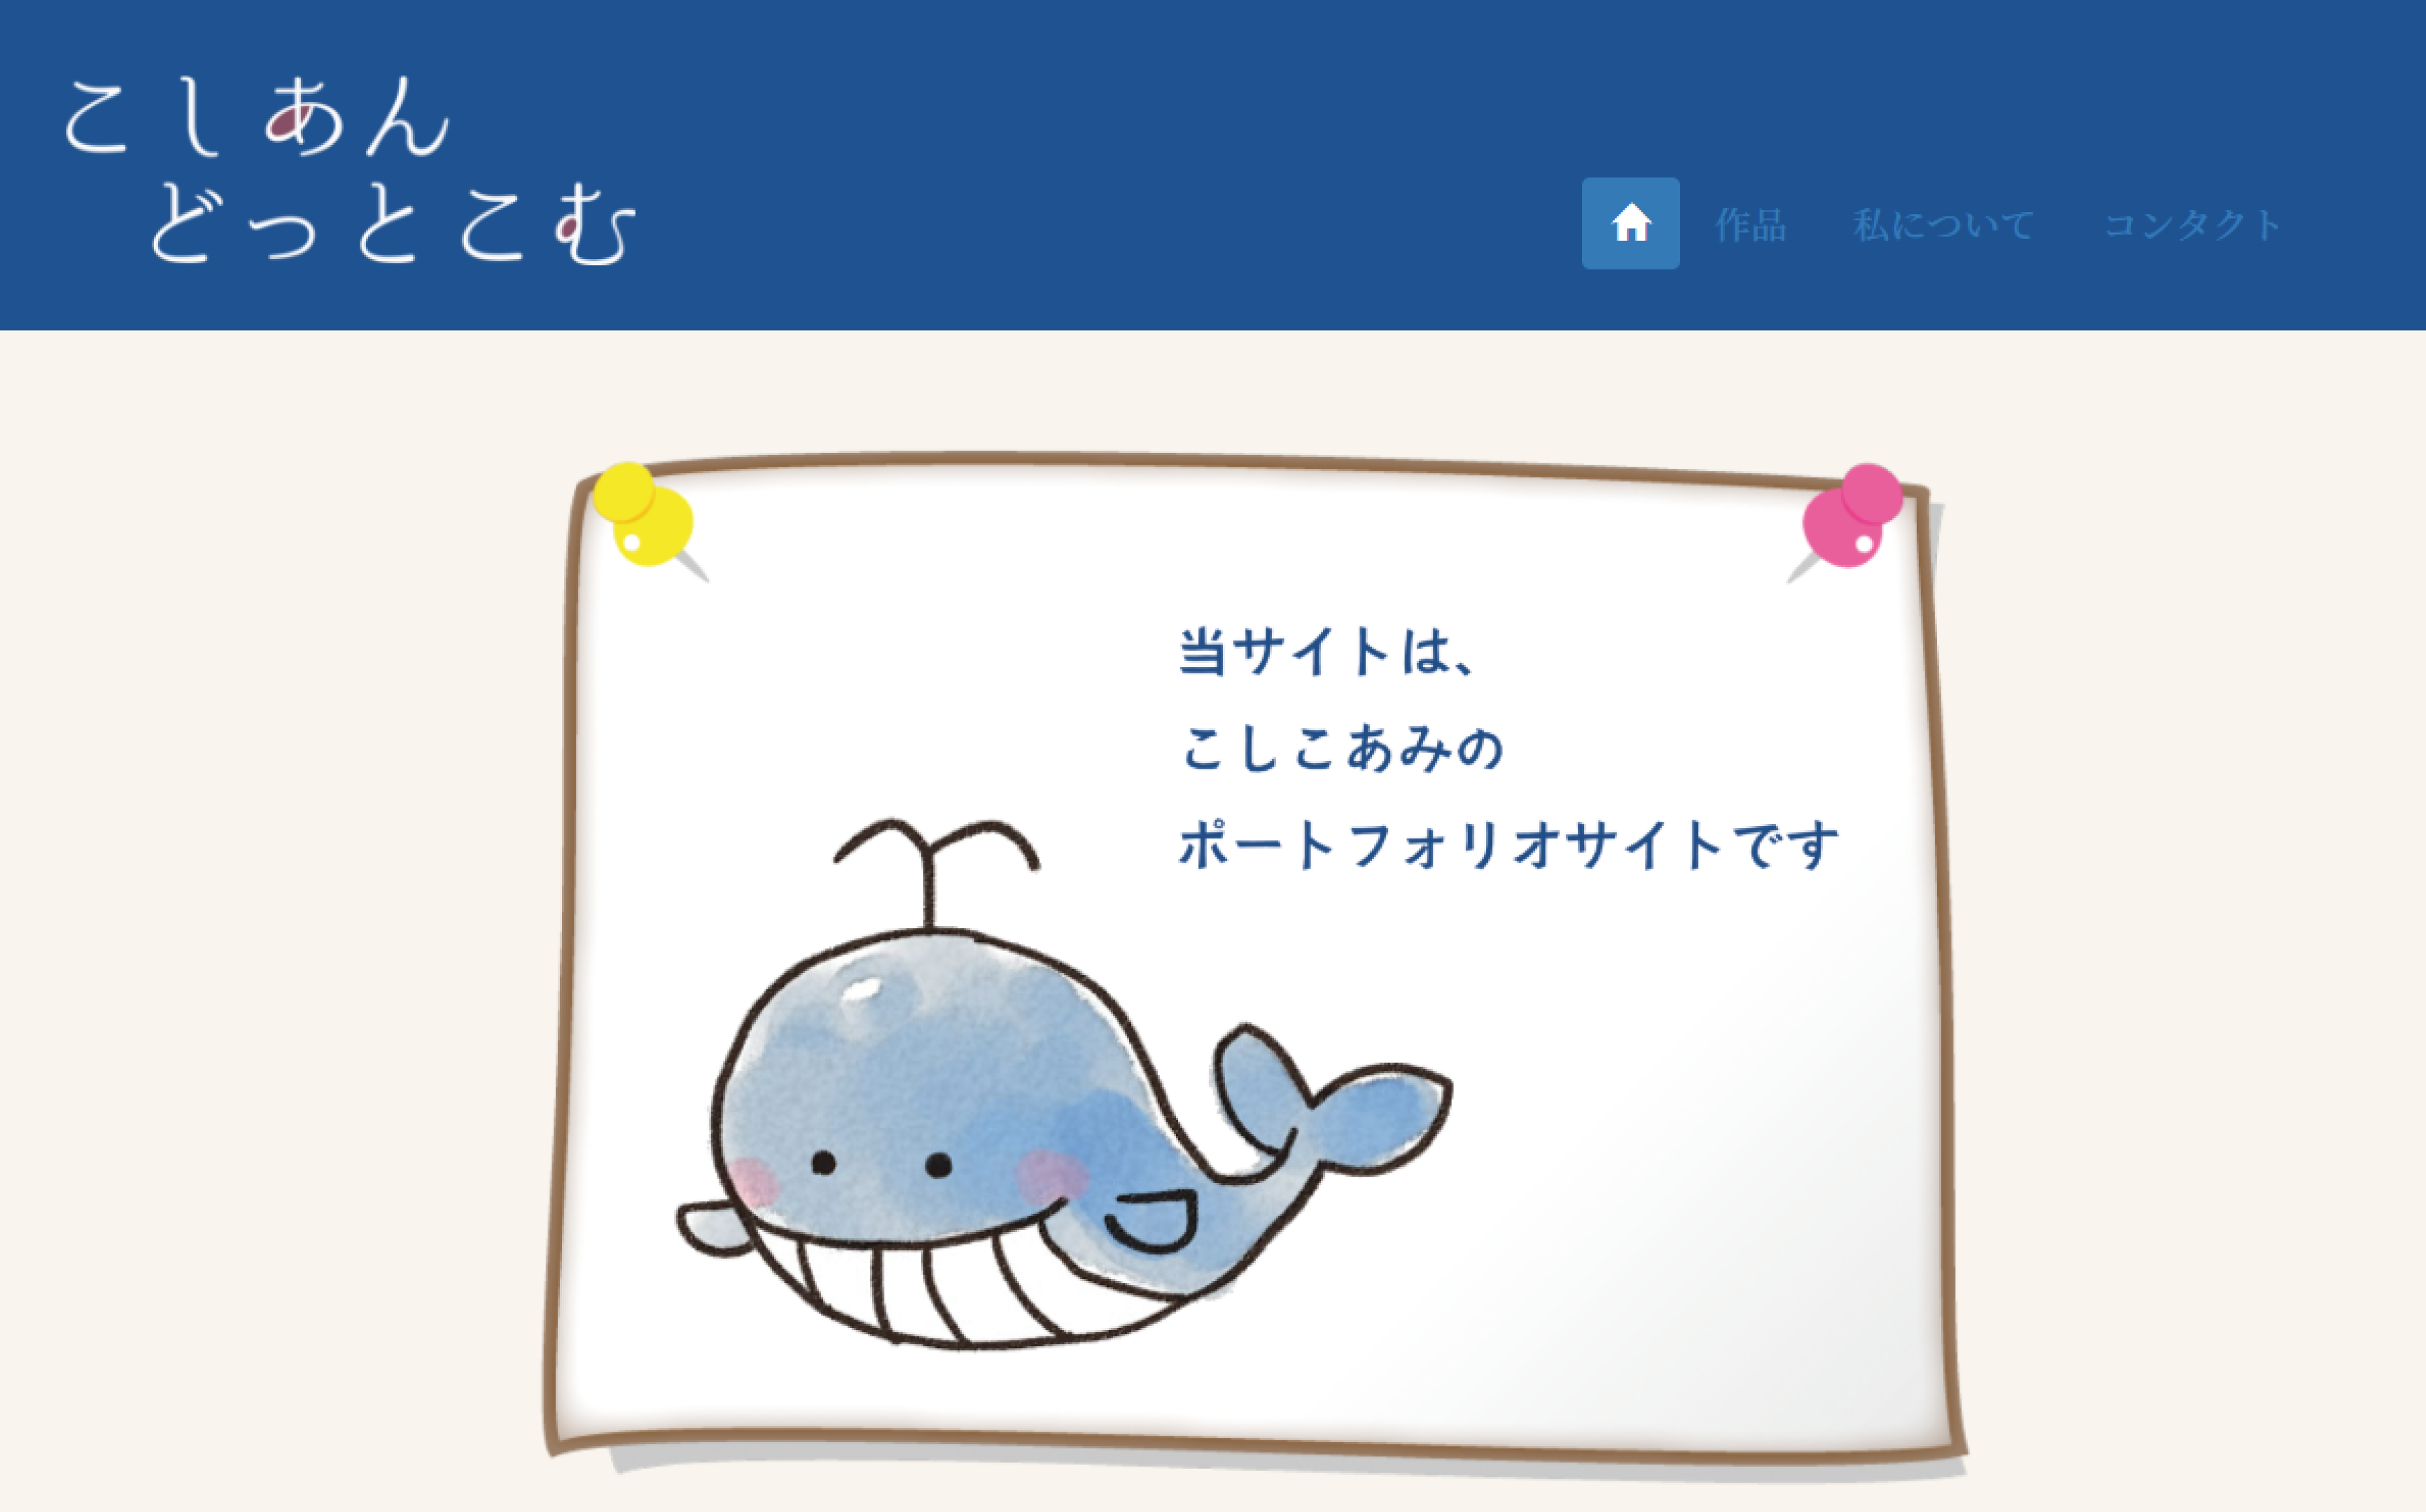 こしあん
どっとこむ
作品 私について コンタクト
当サイトは、
こしこあみの
ポートフォリオサイトです